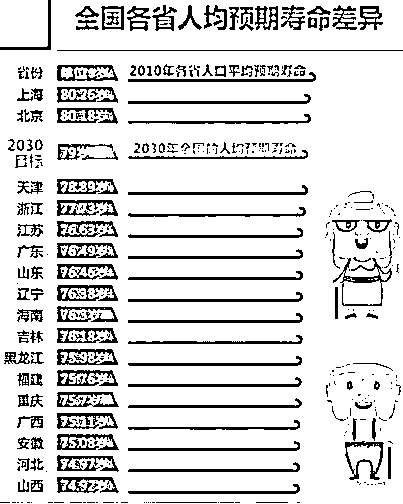 全国各省人均预期寿命差异
省份 单位：岁 2010年各省人口平均预期寿命
上海 80.26岁
北京 80.18岁
2030目标 79岁 2030年全国的人均预期寿命
天津 78.89岁
浙江 77.73岁
江苏 76.63岁
广东 76.49岁
山东 76.46岁
辽宁 76.38岁
海南 76.3岁
吉林 76.18岁
黑龙江 75.98岁
福建 75.76岁
重庆 75.7岁
广西 75.11岁
安徽 75.08岁
河北 74.97岁
山西 74.92岁